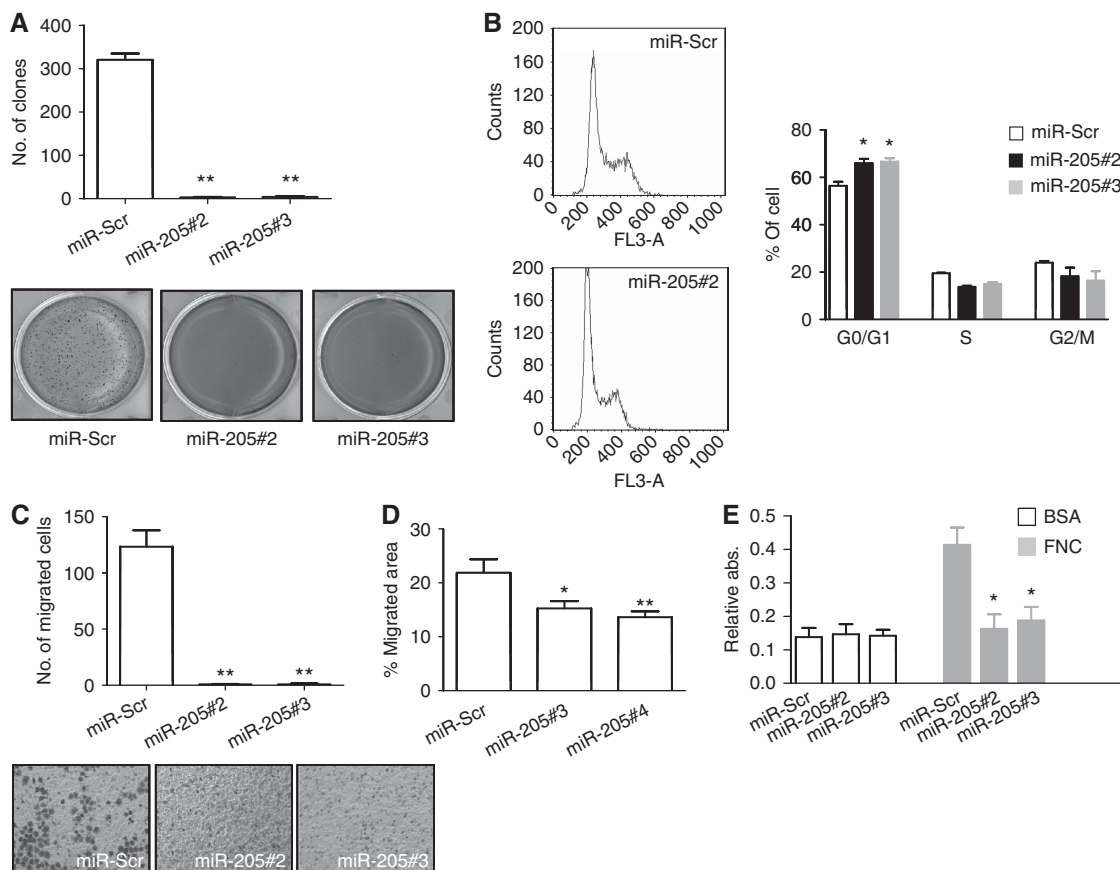 A
400
300
200
100
0
No. of clones
**
**
miR-Scr
miR-205#2
miR-205#3
miR-Scr
miR-205#2
miR-205#3
B
200
160
120
80
40
0
Counts
miR-Scr
0
200
400
600
800
1000
FL3-A
200
160
120
80
40
0
Counts
miR-205#2
0
200
400
600
800
1000
FL3-A
80
60
40
20
0
% Of cell
*
*
miR-Scr
miR-205#2
miR-205#3
G0/G1
S
G2/M
C
150
100
50
0
No. of migrated cells
**
**
miR-Scr
miR-205#2
miR-205#3
miR-Scr
miR-205#2
miR-205#3
D
30
20
10
0
% Migrated area
*
**
miR-Scr
miR-205#3
miR-205#4
E
0.5
0.4
0.3
0.2
0.1
0.0
Relative abs.
BSA
FNC
*
*
miR-Scr
miR-205#2
miR-205#3
miR-Scr
miR-205#2
miR-205#3